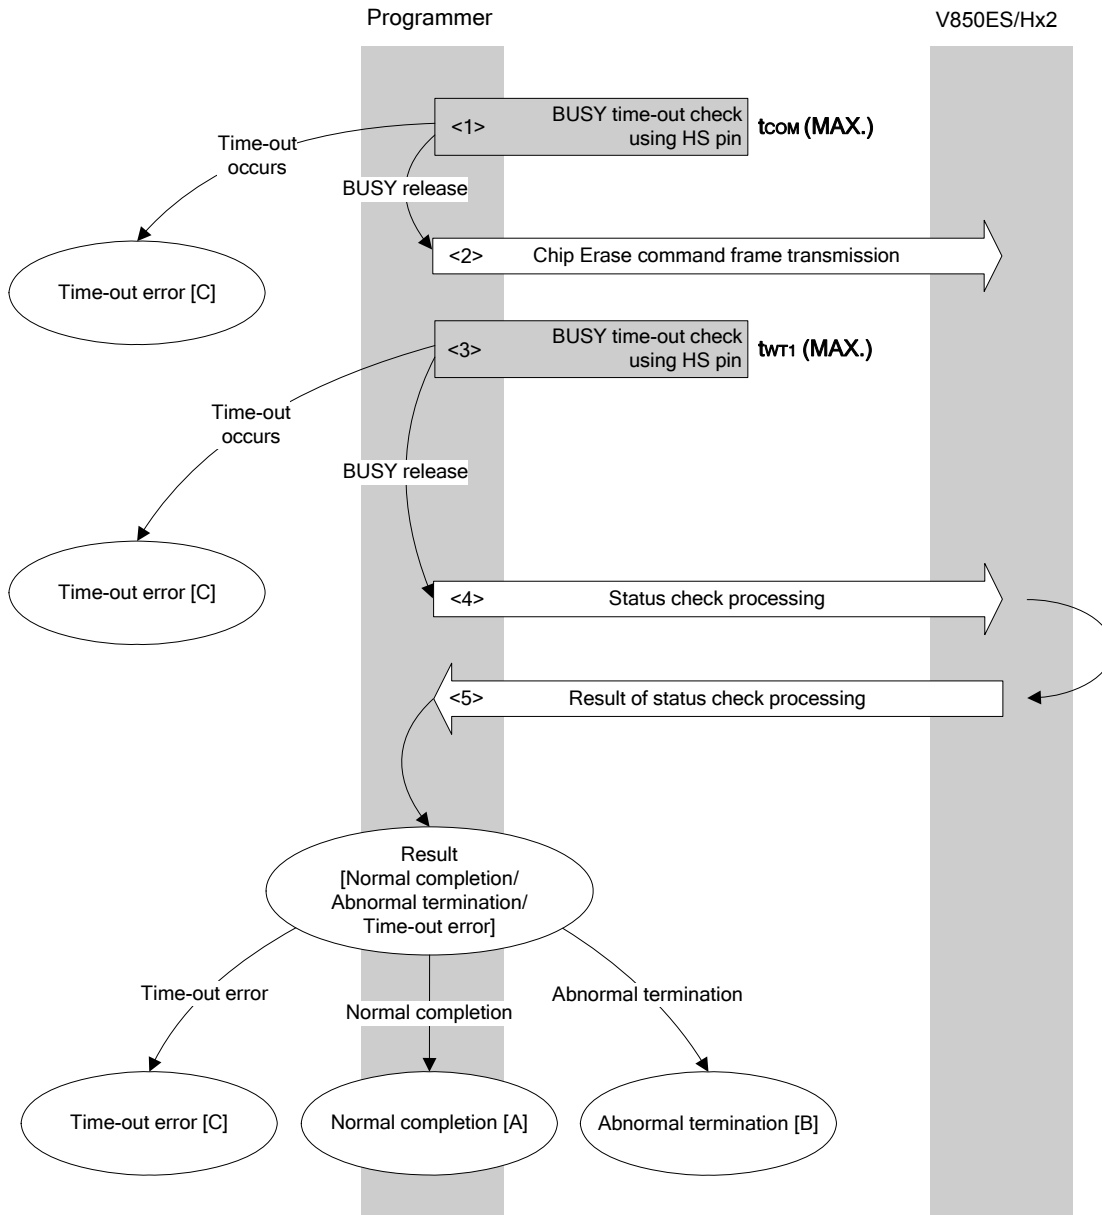 Programmer
V850ES/Hx2
<1>
BUSY time-out check
using HS pin
tCOM (MAX.)
Time-out
occurs
BUSY release
<2>
Chip Erase command frame transmission
Time-out error [C]
<3>
BUSY time-out check
using HS pin
tWT1 (MAX.)
Time-out
occurs
BUSY release
Time-out error [C]
<4>
Status check processing
<5>
Result of status check processing
Result
[Normal completion/
Abnormal termination/
Time-out error]
Time-out error
Normal completion
Abnormal termination
Time-out error [C]
Normal completion [A]
Abnormal termination [B]